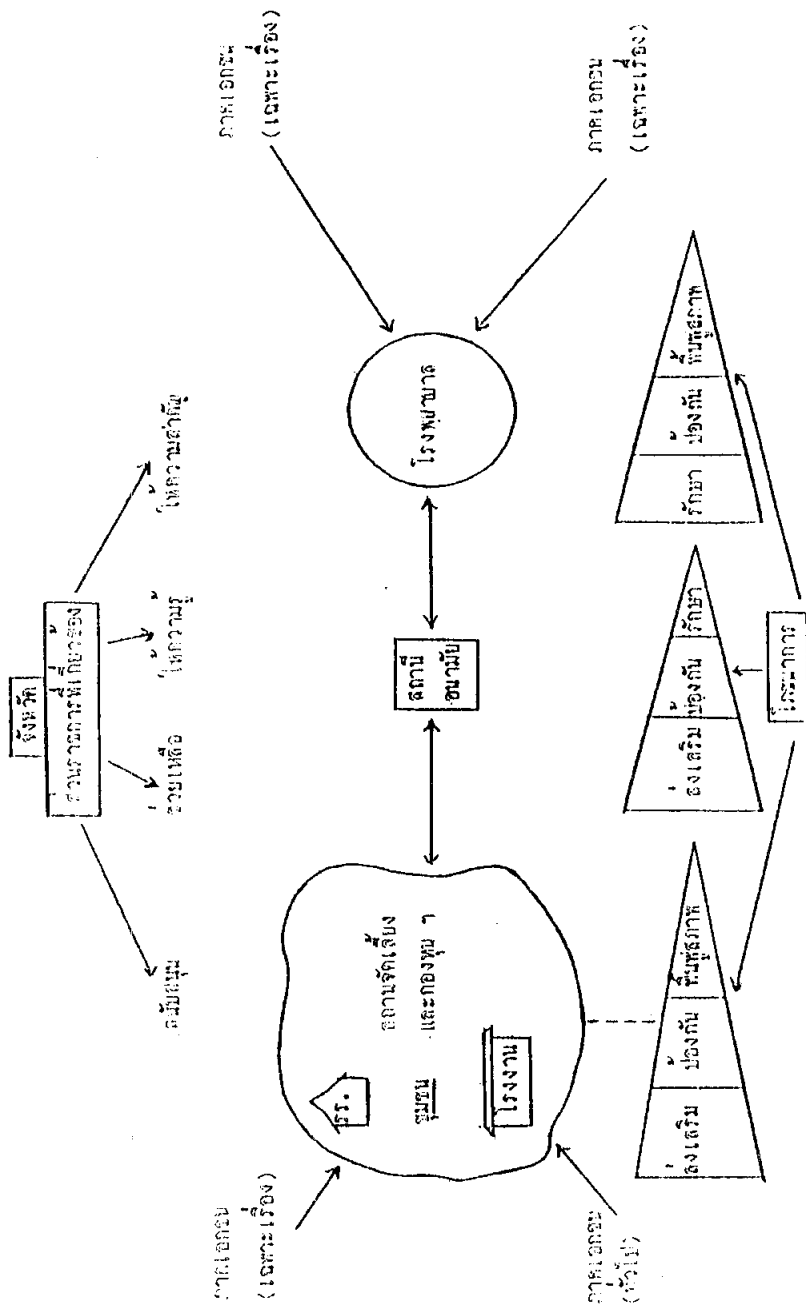 จังหวัด
ส่วนราชการที่เกี่ยวข้อง
สนับสนุน
ช่วยเหลือ
ให้ความรู้
ให้ความสำคัญ
ภาคเอกชน
(เฉพาะเรื่อง)
ภาคเอกชน
(เฉพาะเรื่อง)
รร.
สถานจัดเลี้ยง
และกองทุน ๆ
ชุมชน
โรงงาน
สถานี
อนามัย
โรงพยาบาล
ภาคเอกชน
(ทั่วไป)
ภาคเอกชน
(เฉพาะเรื่อง)
ส่งเสริม
ป้องกัน
ฟื้นฟูสภาพ
ส่งเสริม
ป้องกัน
รักษา
รักษา
ป้องกัน
ฟื้นฟูสภาพ
โภชนาการ